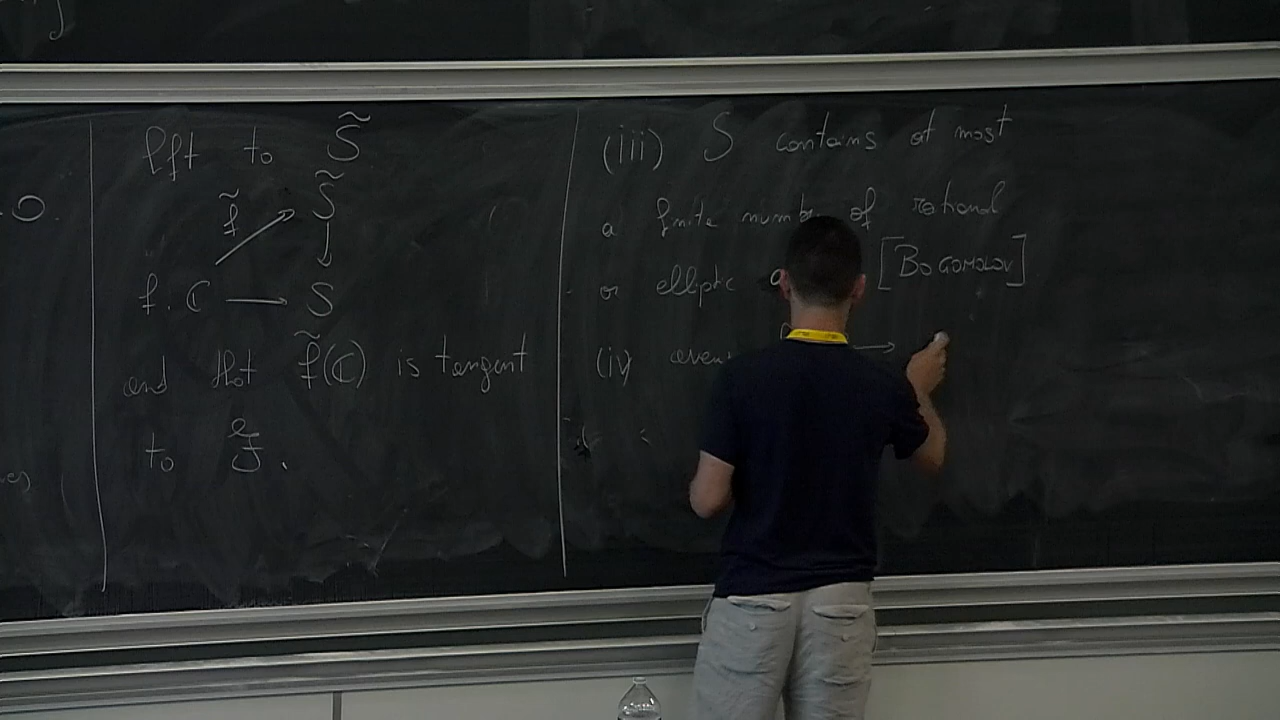 0.
lift to S̃
f̃ S̃
f : ℂ → S
and that f̃(ℂ) is tangent
to ℱ.
(iii) S contains at most
a finite number of rational
or elliptic [BOGOMOLOV]
(iv) →